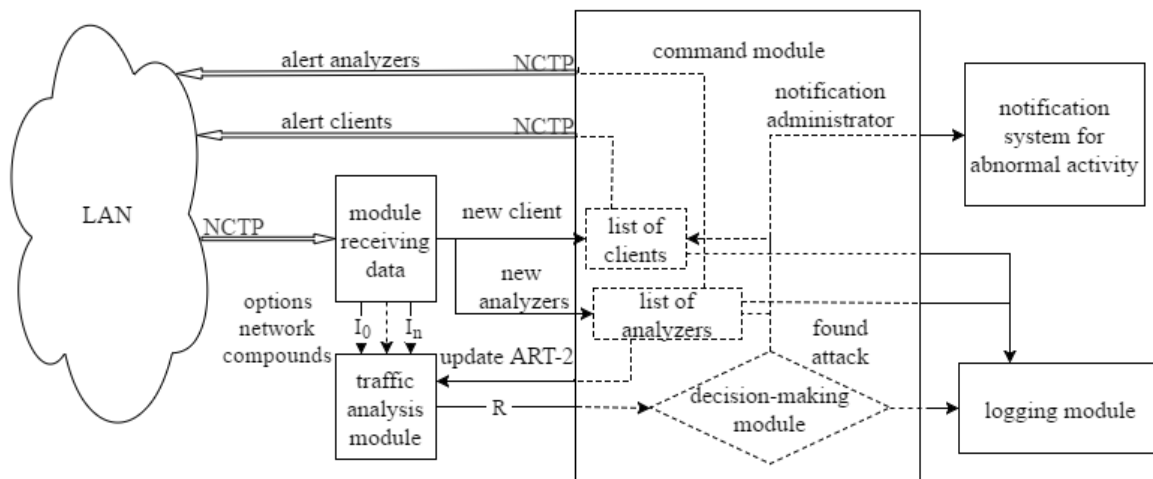 command module
alert analyzers
NCTP
notification
administrator
alert clients
NCTP
notification
system for
abnormal activity
LAN
NCTP
module
receiving
data
new client
list of
clients
new
analyzers
list of
analyzers
options
network
compounds
I0
In
update ART-2
found
attack
traffic
analysis
module
R
decision-making
module
logging module